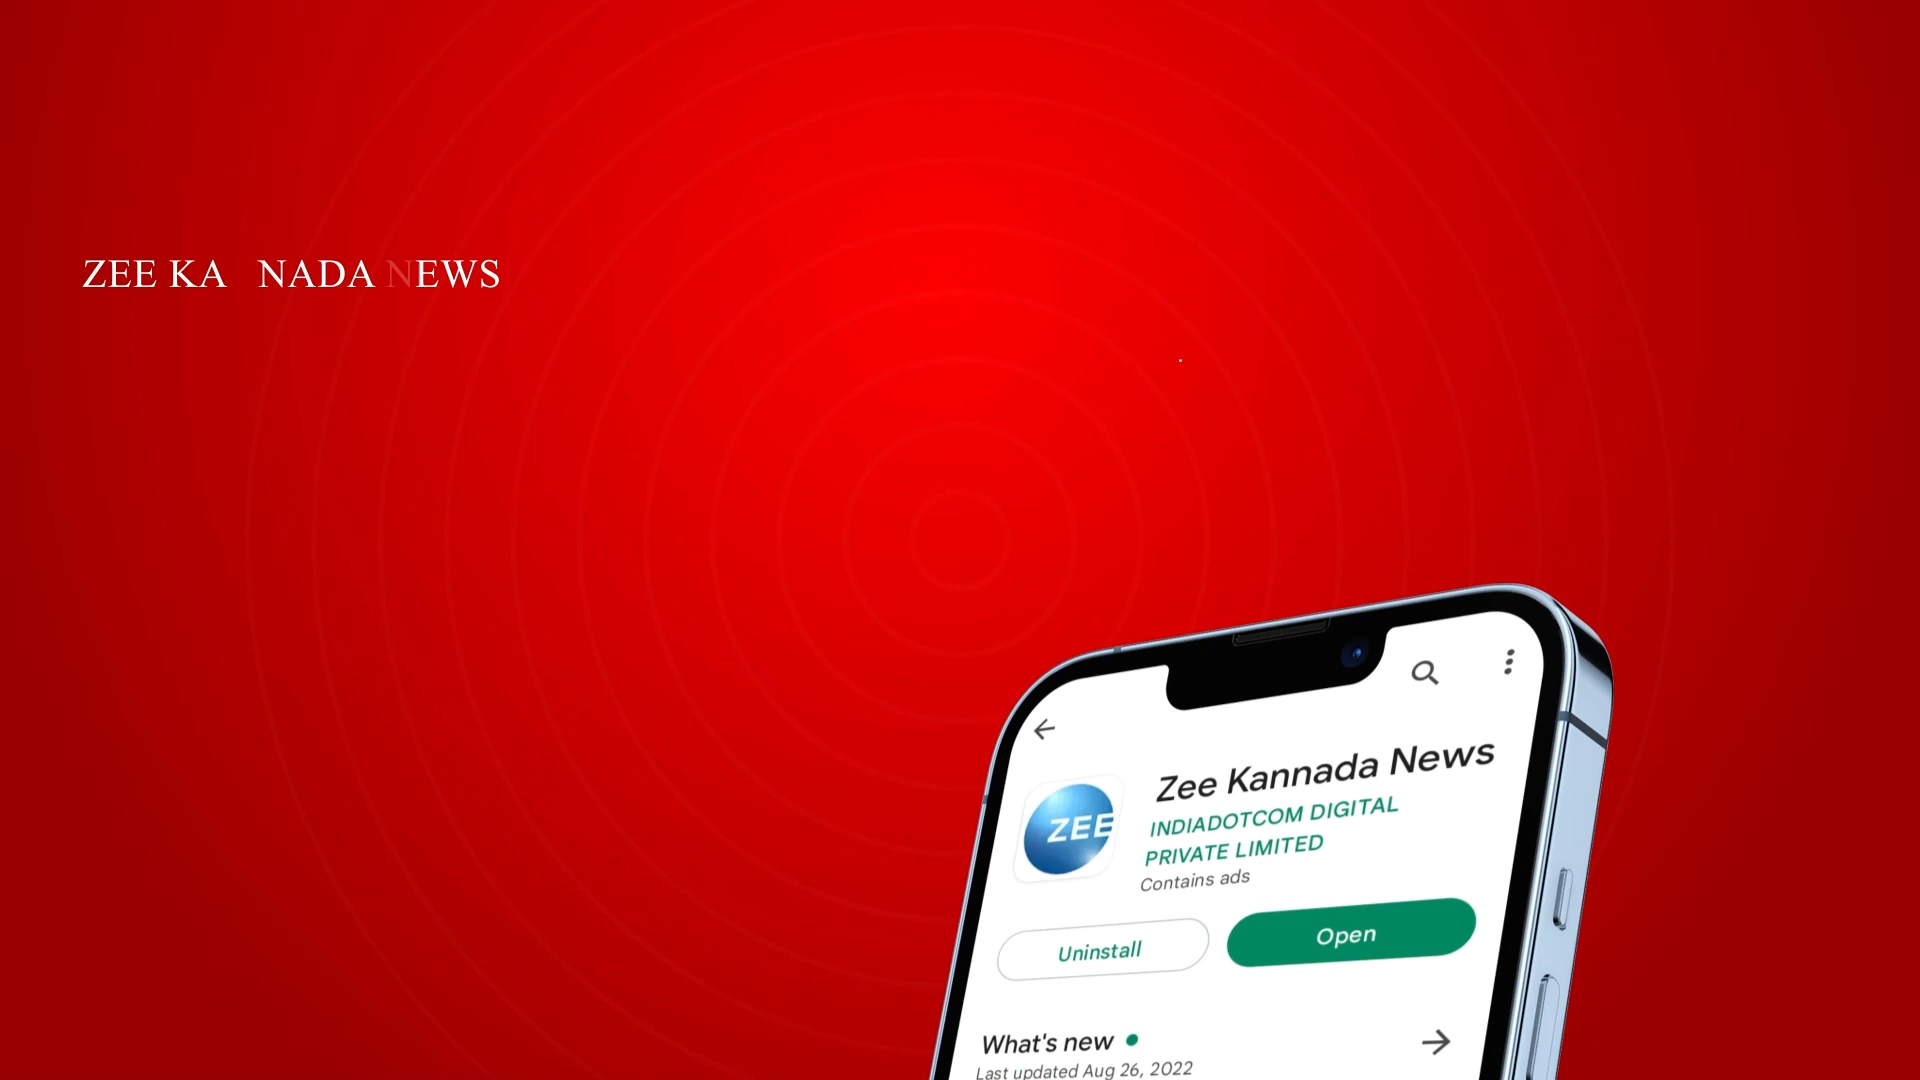 ZEE KA NADA NEWS
Zee Kannada News
ZEE
INDIADOTCOM DIGITAL
PRIVATE LIMITED
Contains ads
Uninstall
Open
What's new
Last updated Aug 26, 2022